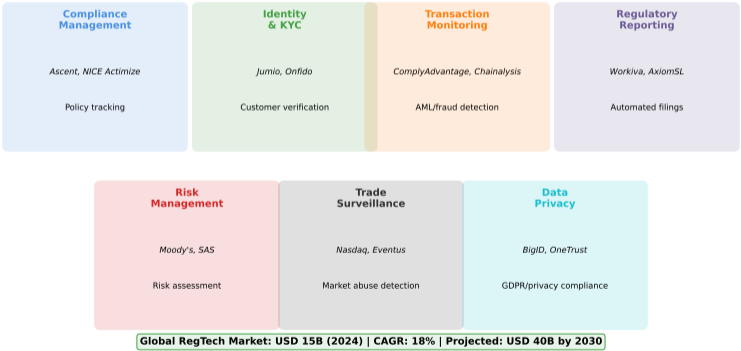 Compliance
Management
Ascent, NICE Actimize
Policy tracking
Identity
& KYC
Jumio, Onfido
Customer verification
Transaction
Monitoring
ComplyAdvantage, Chainalysis
AML/fraud detection
Regulatory
Reporting
Workiva, AxiomSL
Automated filings
Risk
Management
Moody's, SAS
Risk assessment
Trade
Surveillance
Nasdaq, Eventus
Market abuse detection
Data
Privacy
BigID, OneTrust
GDPR/privacy compliance
Global RegTech Market: USD 15B (2024) | CAGR: 18% | Projected: USD 40B by 2030